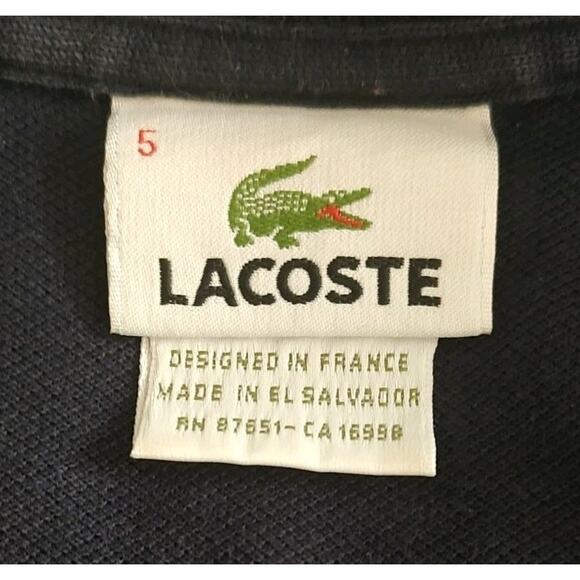 5
LACOSTE
DESIGNED IN FRANCE
MADE IN EL SALVADOR
RN 87651-CA 16998